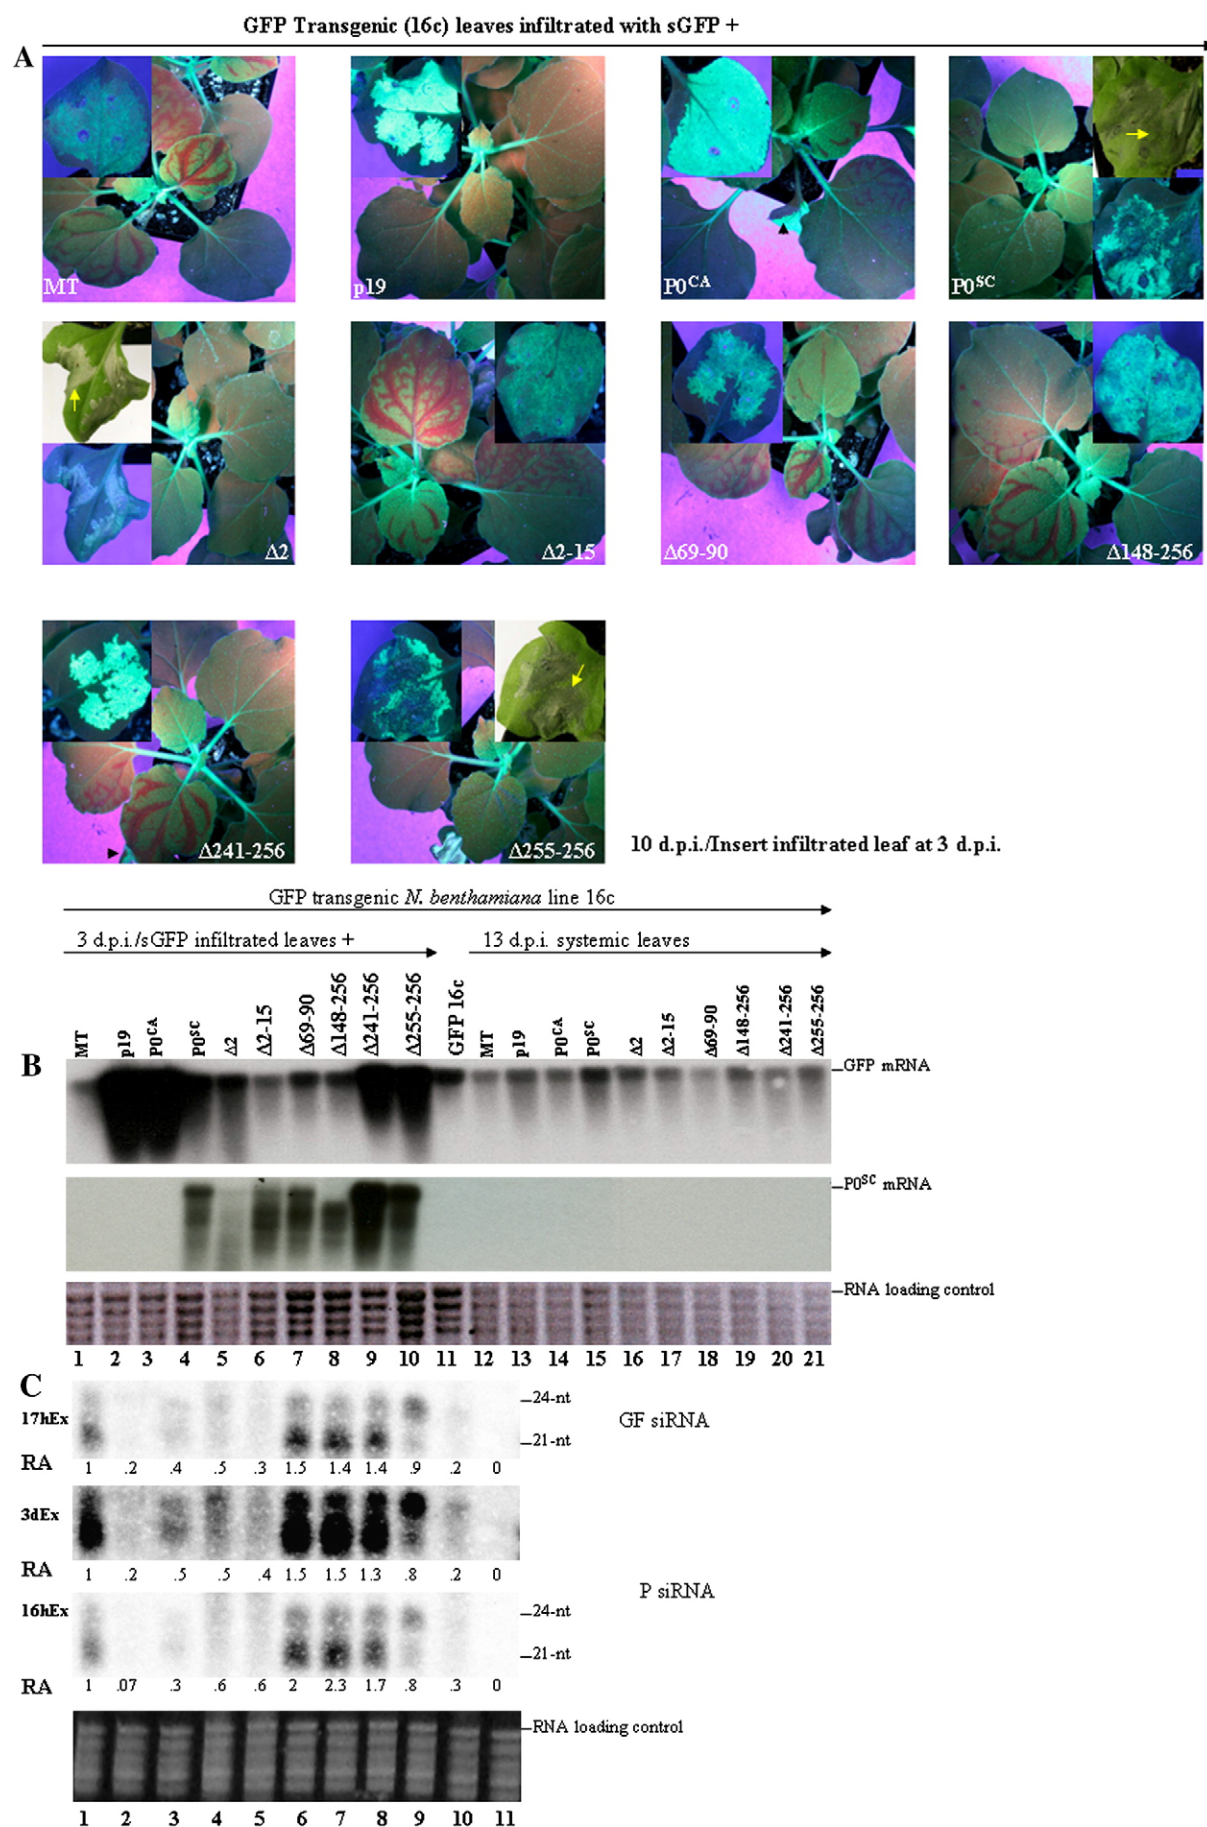 GFP Transgenic (16c) leaves infiltrated with sGFP +
A
MT
p19
P0CA
P0SC
Δ2
Δ2-15
Δ69-90
Δ148-256
Δ241-256
Δ255-256
10 d.p.i./Insert infiltrated leaf at 3 d.p.i.
GFP transgenic N. benthamiana line 16c
3 d.p.i./sGFP infiltrated leaves +
13 d.p.i. systemic leaves
MT p19 P0CA P0SC Δ2 Δ2-15 Δ69-90 Δ148-256 Δ241-256 Δ255-256 GFP 16c MT p19 P0CA P0SC Δ2 Δ2-15 Δ69-90 Δ148-256 Δ241-256 Δ255-256
B
GFP mRNA
P0SC mRNA
RNA loading control
1 2 3 4 5 6 7 8 9 10 11 12 13 14 15 16 17 18 19 20 21
C
17hEx
24-nt
21-nt
GF siRNA
RA 1 .2 .4 .5 .3 1.5 1.4 1.4 .9 .2 0
3dEx
RA 1 .2 .5 .5 .4 1.5 1.5 1.3 .8 .2 0
P siRNA
16hEx
24-nt
21-nt
RA 1 .07 .3 .6 .6 2 2.3 1.7 .8 .3 0
RNA loading control
1 2 3 4 5 6 7 8 9 10 11